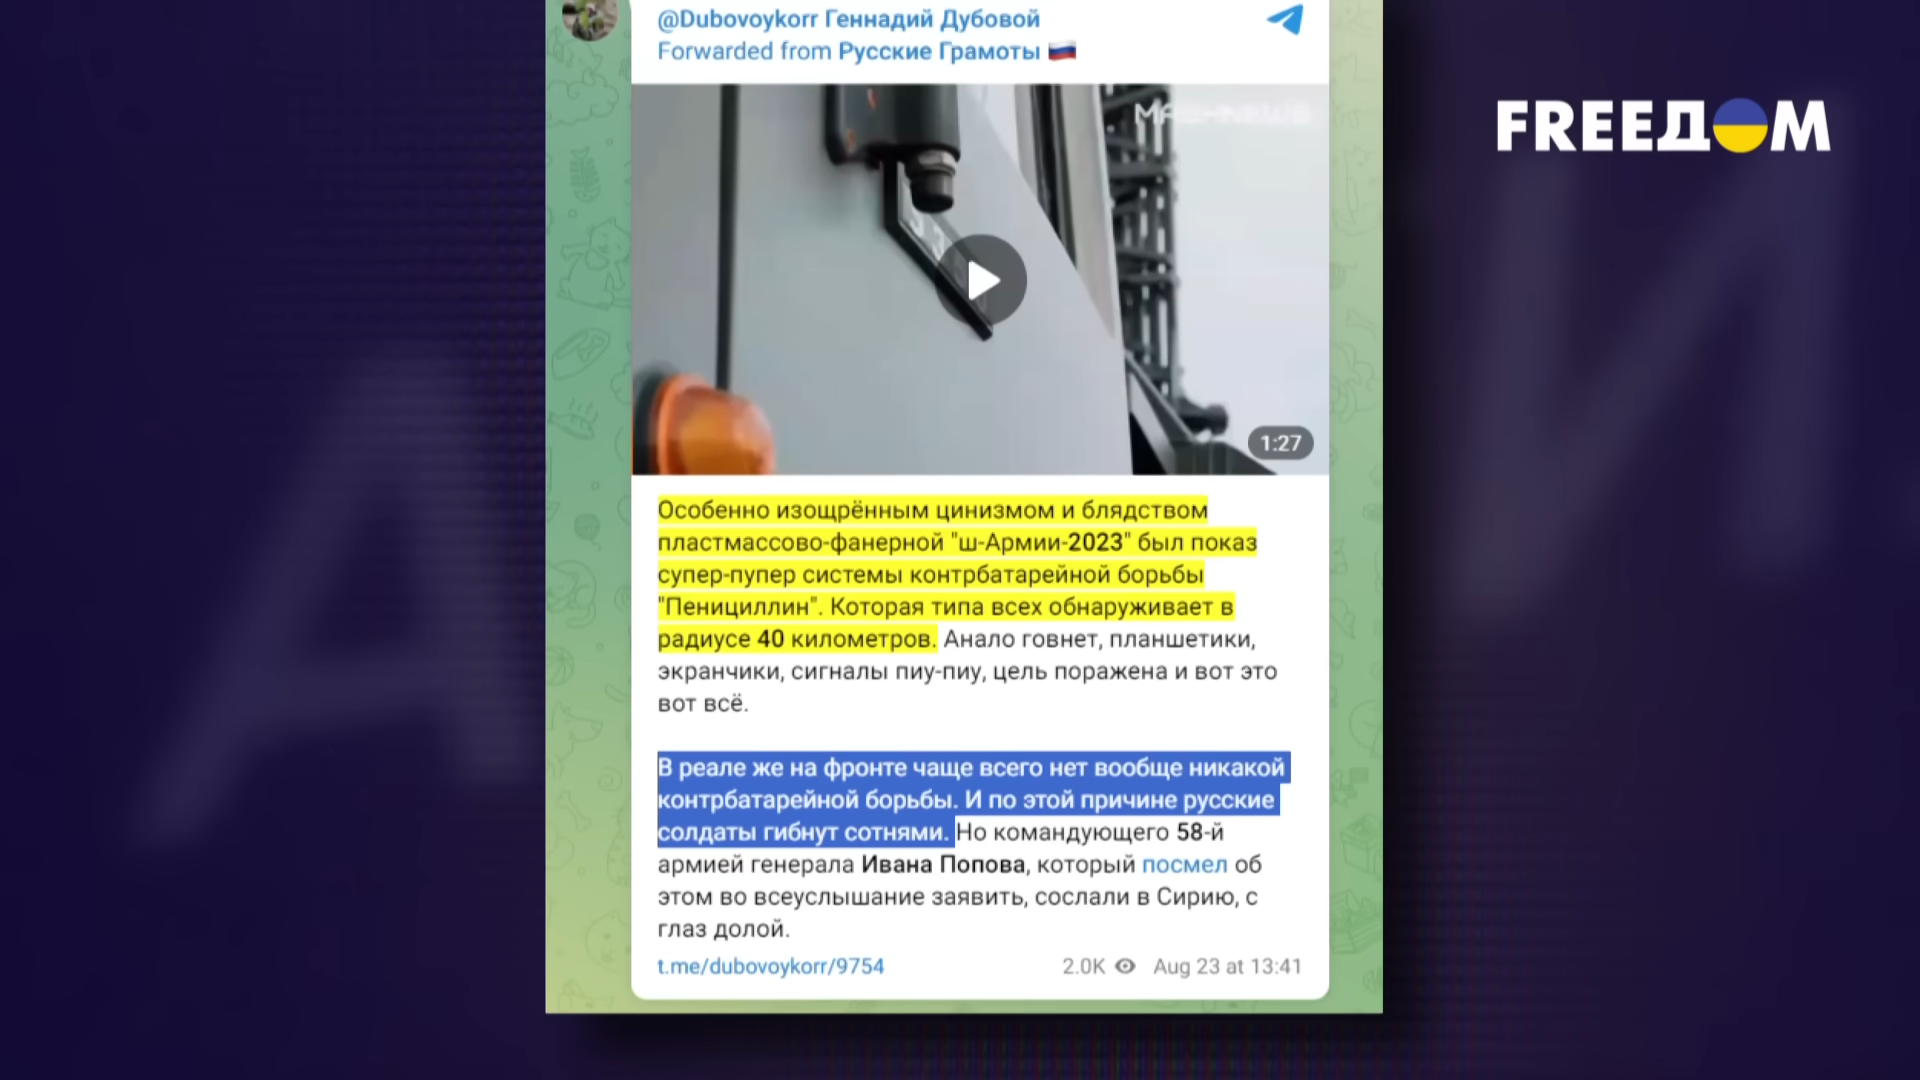 @Dubovoykorr Геннадий Дубовой
Forwarded from Русские Грамоты
FREEДОМ
1:27
Особенно изощрённым цинизмом и блядством
пластмассово-фанерной "ш-Армии-2023" был показ
супер-пупер системы контрбатарейной борьбы
"Пенициллин". Которая типа всех обнаруживает в
радиусе 40 километров. Анало говнет, планшетики,
экранчики, сигналы пиу-пиу, цель поражена и вот это
вот всё.
В реале же на фронте чаще всего нет вообще никакой
контрбатарейной борьбы. И по этой причине русские
солдаты гибнут сотнями. Но командующего 58-й
армией генерала Ивана Попова, который посмел об
этом во всеуслышание заявить, сослали в Сирию, с
глаз долой.
t.me/dubovoykorr/9754
2.0K Aug 23 at 13:41